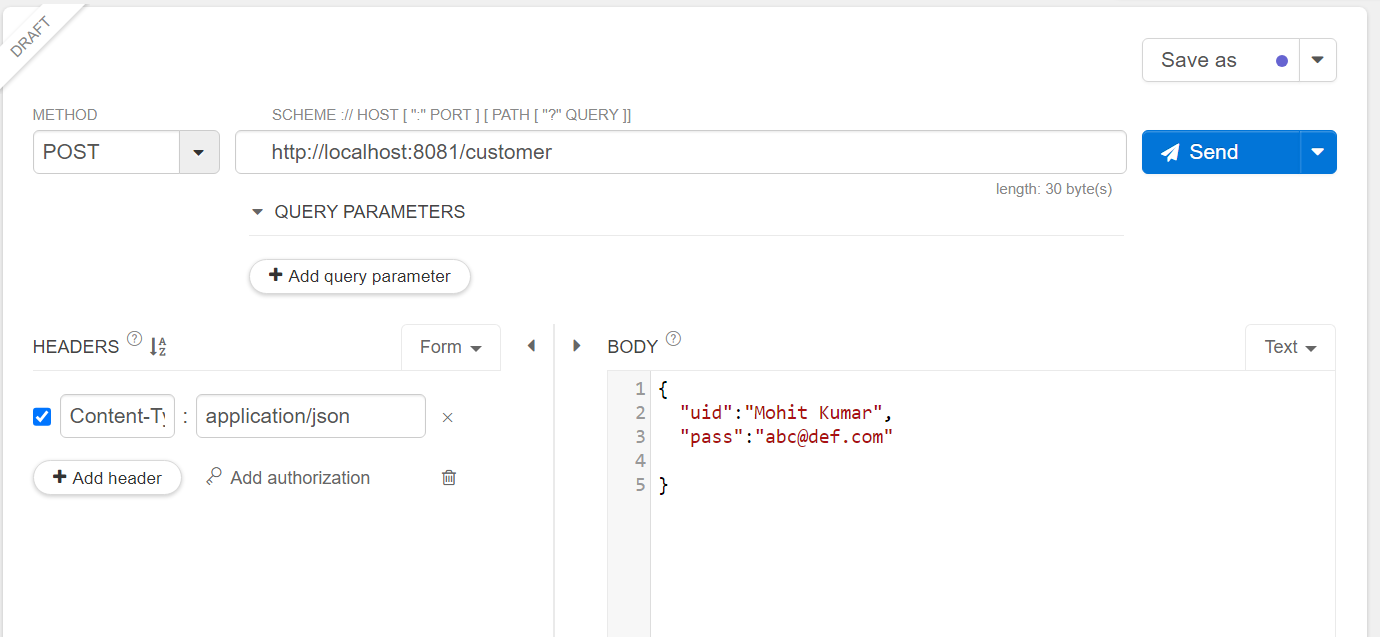 DRAFT
Save as
METHOD
SCHEME :// HOST [ ":" PORT ] [ PATH [ "?" QUERY ]]
POST
http://localhost:8081/customer
Send
length: 30 byte(s)
QUERY PARAMETERS
Add query parameter
HEADERS ?
Form
BODY ?
Text
Content-Ty : application/json
Add header
Add authorization
1 {
2 "uid":"Mohit Kumar",
3 "pass":"abc@def.com"
4
5 }